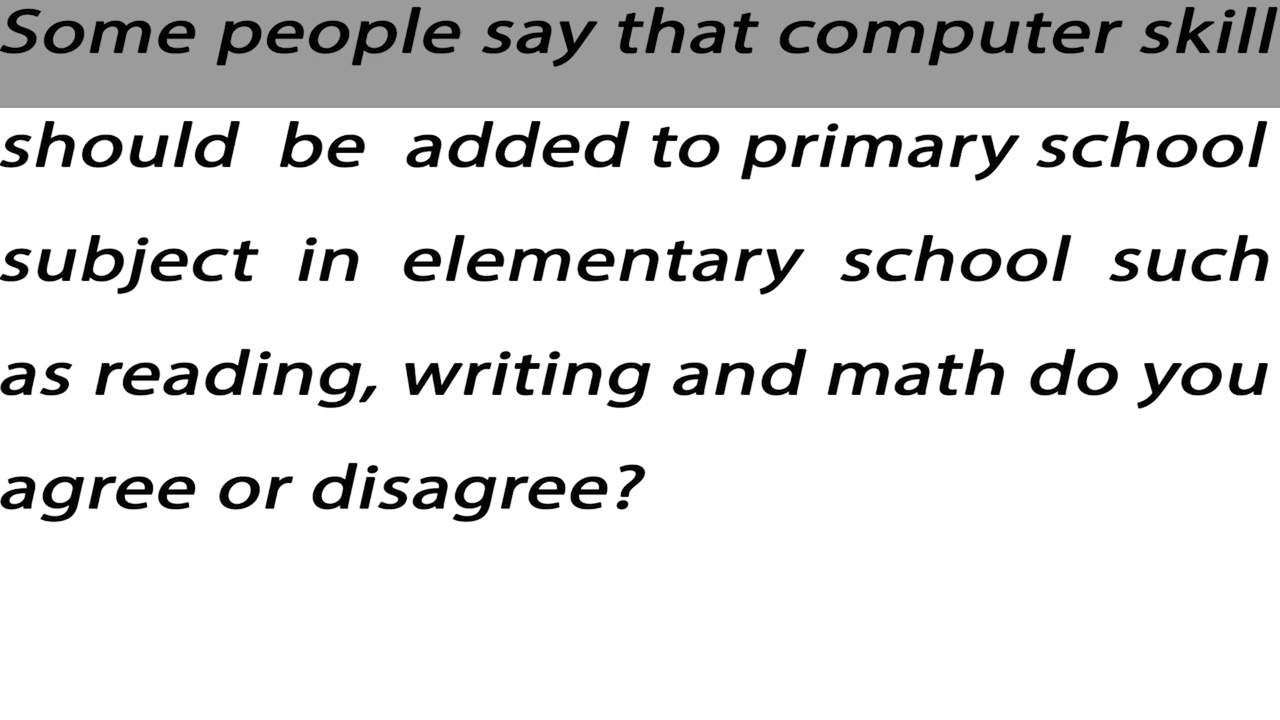 Some people say that computer skill
should be added to primary school
subject in elementary school such
as reading, writing and math do you
agree or disagree?